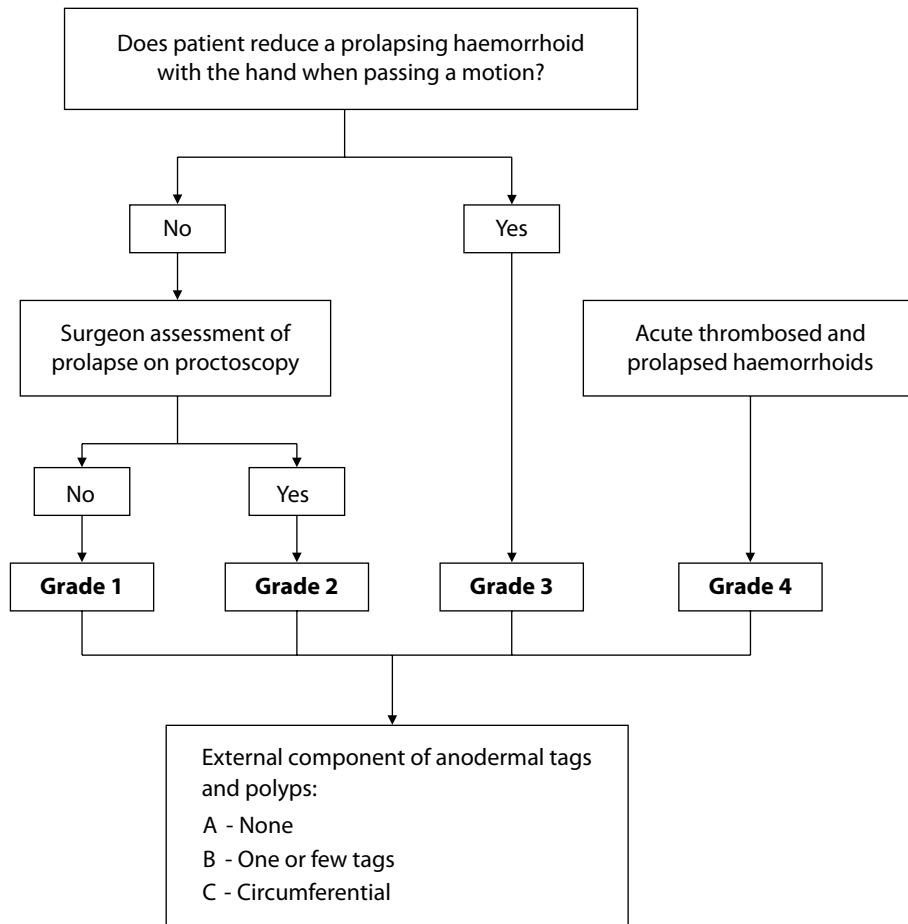 Does patient reduce a prolapsing haemorrhoid
with the hand when passing a motion?
No
Yes
Surgeon assessment of
prolapse on proctoscopy
Acute thrombosed and
prolapsed haemorrhoids
No
Yes
Grade 1
Grade 2
Grade 3
Grade 4
External component of anodermal tags
and polyps:
A - None
B - One or few tags
C - Circumferential